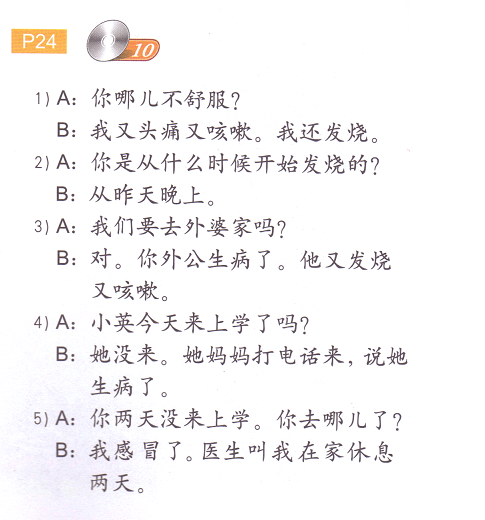 P24
10
1) A: 你哪儿不舒服?
B: 我又头痛又咳嗽。我还发烧。
2) A: 你是从什么时候开始发烧的?
B: 从昨天晚上。
3) A: 我们要去外婆家吗?
B: 对。你外公生病了。他又发烧
又咳嗽。
4) A: 小英今天来上学了吗?
B: 她没来。她妈妈打电话来, 说她
生病了。
5) A: 你两天没来上学。你去哪儿了?
B: 我感冒了。医生叫我在家休息
两天。